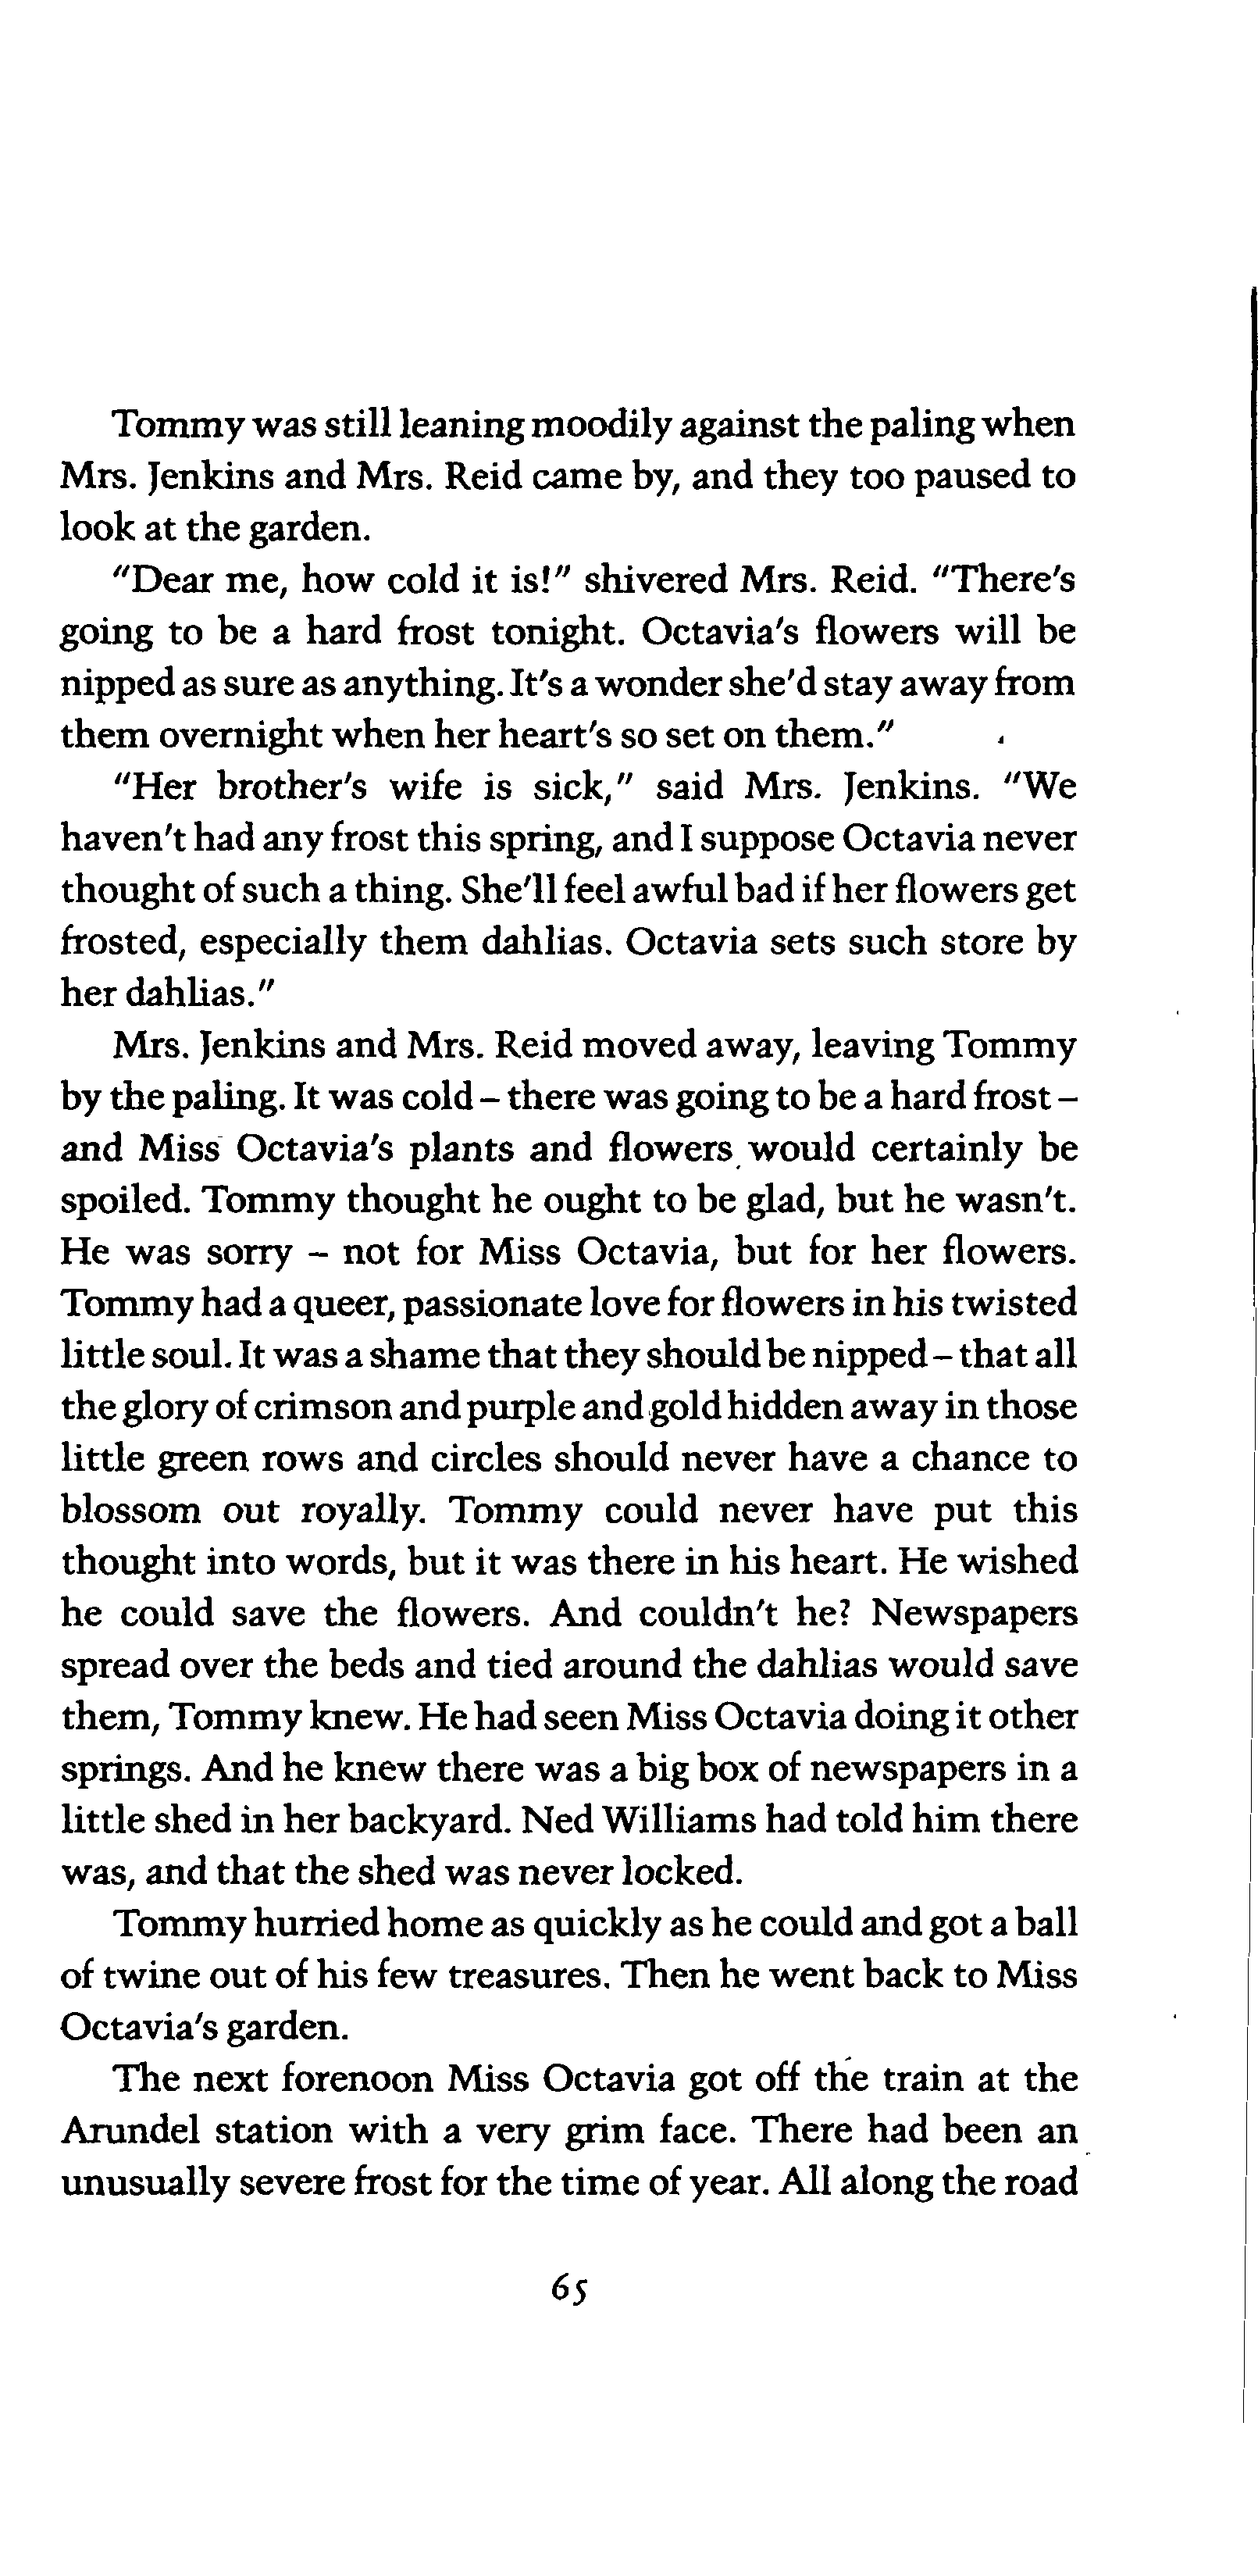 Tommy was still leaning moodily against the paling when
Mrs. Jenkins and Mrs. Reid came by, and they too paused to
look at the garden.
"Dear me, how cold it is!" shivered Mrs. Reid. "There's
going to be a hard frost tonight. Octavia's flowers will be
nipped as sure as anything. It's a wonder she'd stay away from
them overnight when her heart's so set on them."
"Her brother's wife is sick," said Mrs. Jenkins. "We
haven't had any frost this spring, and I suppose Octavia never
thought of such a thing. She'll feel awful bad if her flowers get
frosted, especially them dahlias. Octavia sets such store by
her dahlias."
Mrs. Jenkins and Mrs. Reid moved away, leaving Tommy
by the paling. It was cold – there was going to be a hard frost –
and Miss Octavia's plants and flowers would certainly be
spoiled. Tommy thought he ought to be glad, but he wasn't.
He was sorry – not for Miss Octavia, but for her flowers.
Tommy had a queer, passionate love for flowers in his twisted
little soul. It was a shame that they should be nipped – that all
the glory of crimson and purple and gold hidden away in those
little green rows and circles should never have a chance to
blossom out royally. Tommy could never have put this
thought into words, but it was there in his heart. He wished
he could save the flowers. And couldn't he? Newspapers
spread over the beds and tied around the dahlias would save
them, Tommy knew. He had seen Miss Octavia doing it other
springs. And he knew there was a big box of newspapers in a
little shed in her backyard. Ned Williams had told him there
was, and that the shed was never locked.
Tommy hurried home as quickly as he could and got a ball
of twine out of his few treasures. Then he went back to Miss
Octavia's garden.
The next forenoon Miss Octavia got off the train at the
Arundel station with a very grim face. There had been an
unusually severe frost for the time of year. All along the road
65